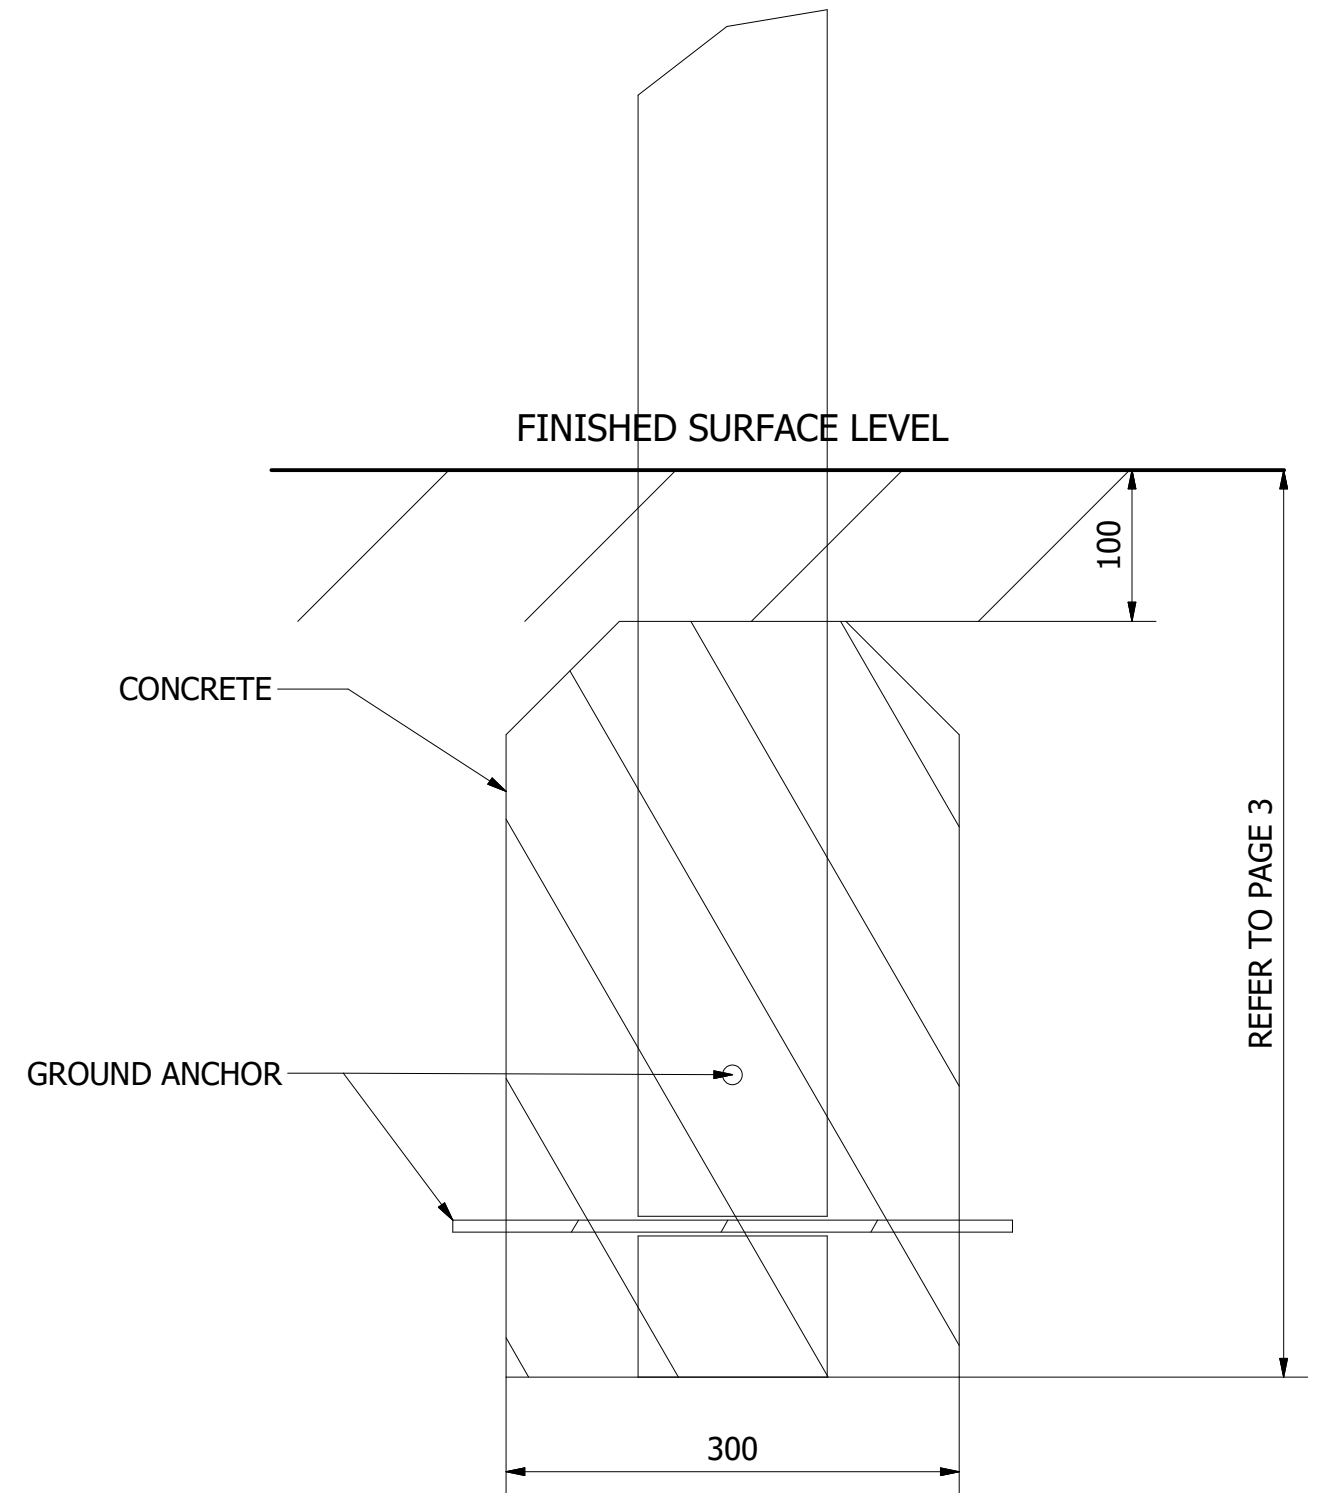 FINISHED SURFACE LEVEL
100
CONCRETE
REFER TO PAGE 3
GROUND ANCHOR
300